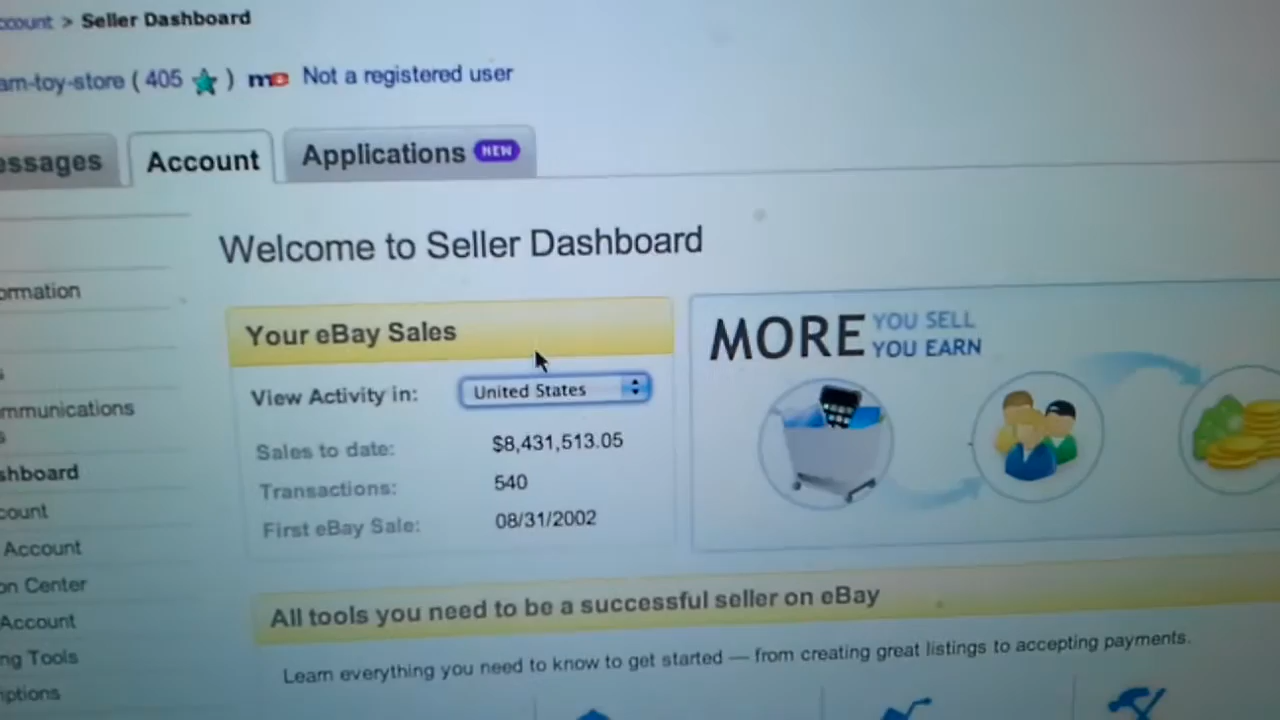 ccount > Seller Dashboard
am-toy-store ( 405 ) me Not a registered user
essages Account Applications NEW
Welcome to Seller Dashboard
ormation
Your eBay Sales
MORE YOU SELL
YOU EARN
View Activity in: United States
mmunications
s
Sales to date: $8,431,513.05
shboard
Transactions: 540
count
First eBay Sale: 08/31/2002
Account
on Center
All tools you need to be a successful seller on eBay
Account
ng Tools
Learn everything you need to know to get started — from creating great listings to accepting payments.
iptions